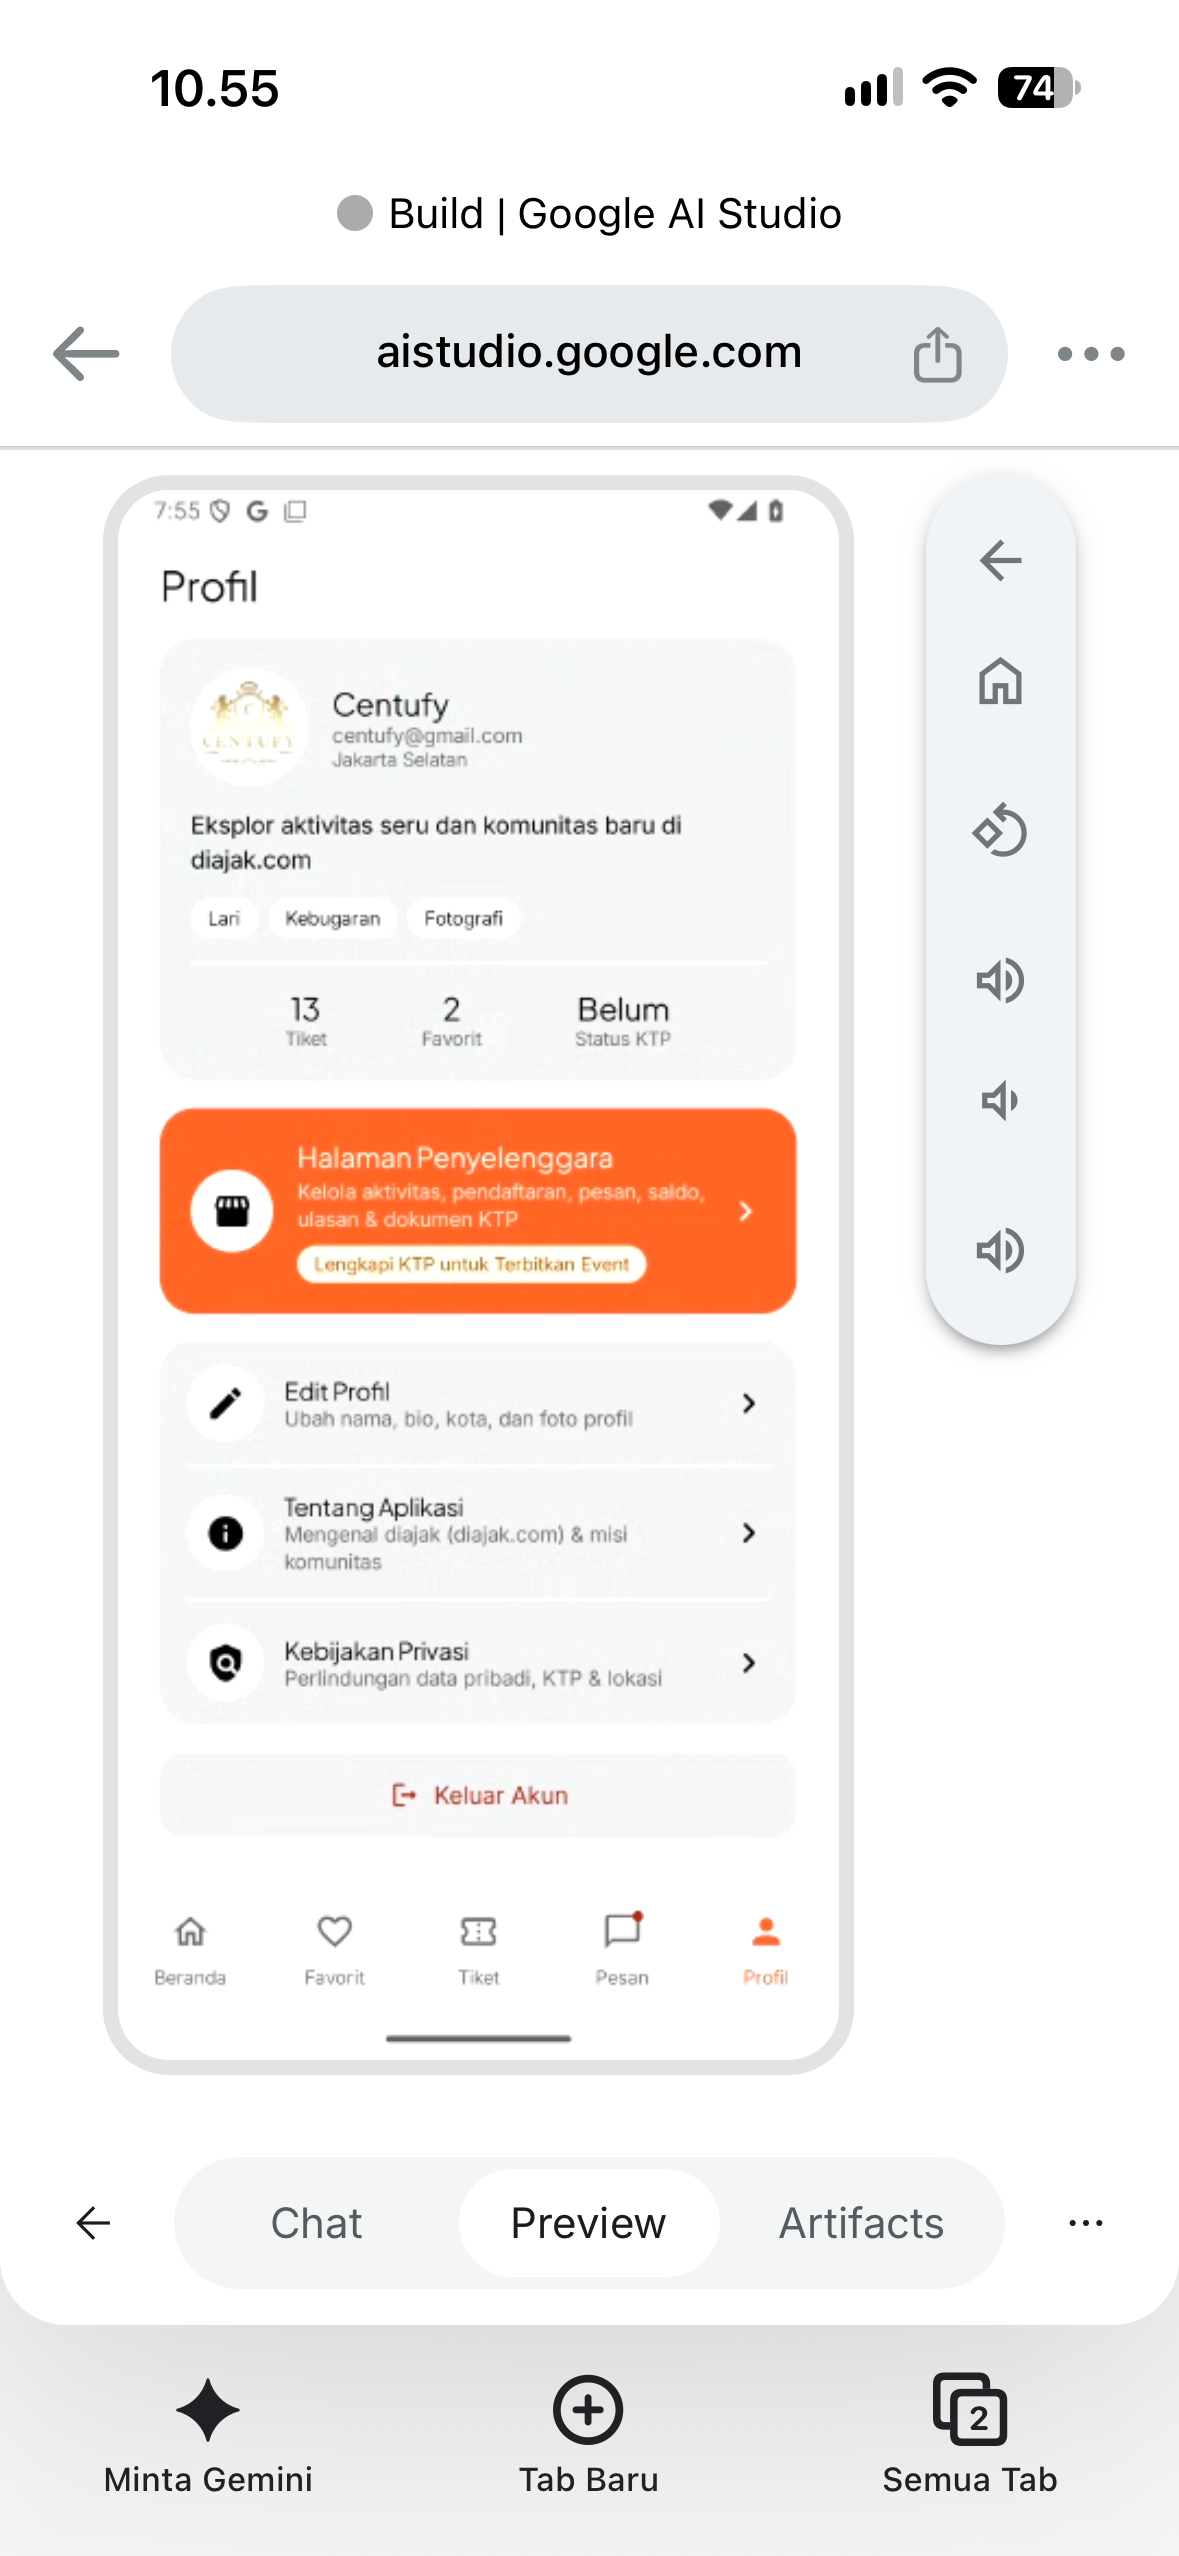 10.55
74
Build | Google AI Studio
aistudio.google.com
7:55
Profil
CENTUFY
Centufy
centufy@gmail.com
Jakarta Selatan
Eksplor aktivitas seru dan komunitas baru di
diajak.com
Lari
Kebugaran
Fotografi
13
2
Belum
Tiket
Favorit
Status KTP
Halaman Penyelenggara
Kelola aktivitas, pendaftaran, pesan, saldo,
ulasan & dokumen KTP
Lengkapi KTP untuk Terbitkan Event
Edit Profil
Ubah nama, bio, kota, dan foto profil
Tentang Aplikasi
Mengenal diajak (diajak.com) & misi
komunitas
Kebijakan Privasi
Perlindungan data pribadi, KTP & lokasi
Keluar Akun
Beranda
Favorit
Tiket
Pesan
Profil
Chat
Preview
Artifacts
2
Minta Gemini
Tab Baru
Semua Tab